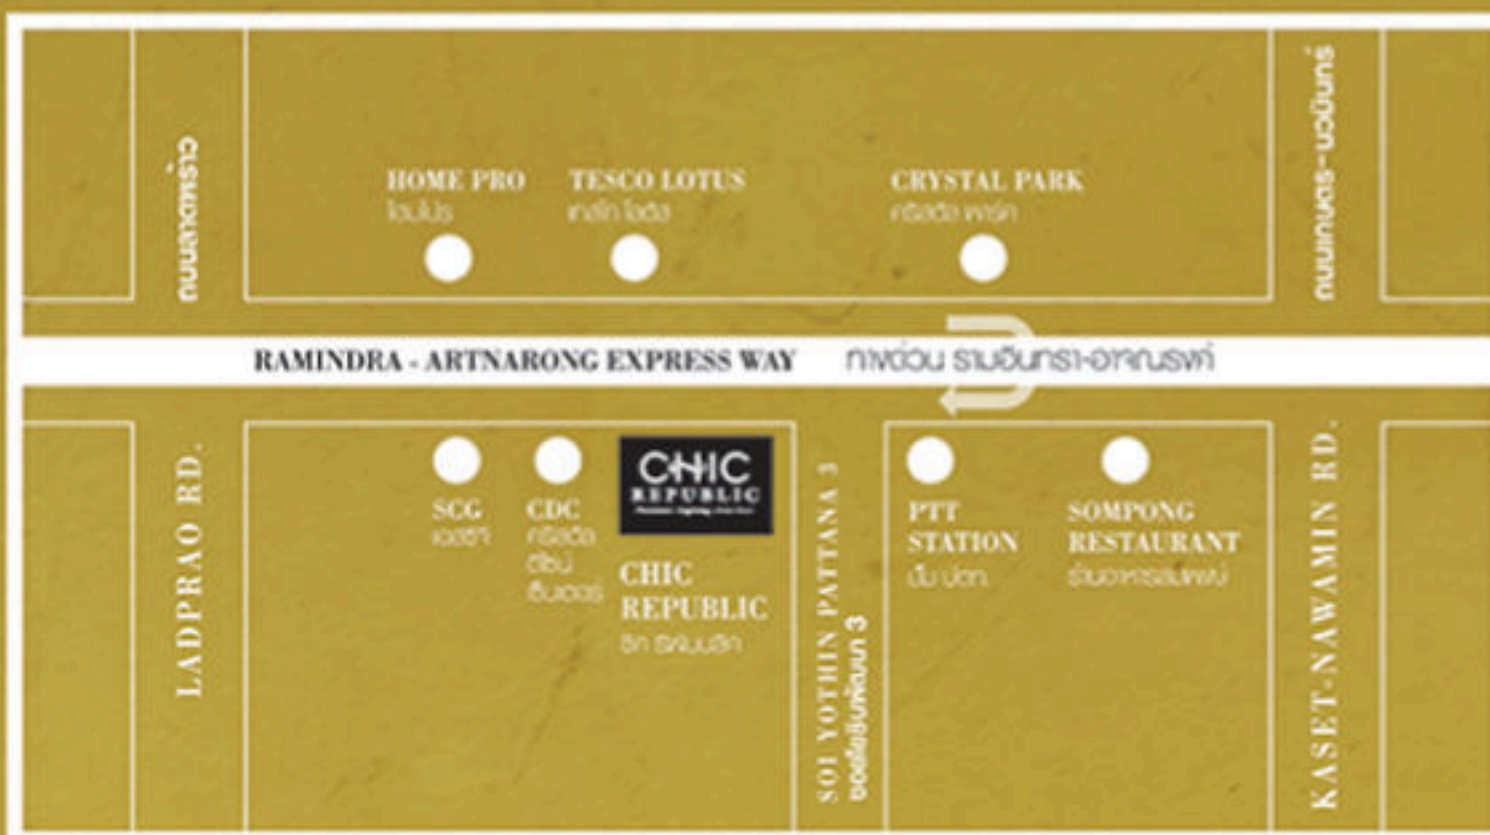 ถนนลาดพร้าว
HOME PRO
โฮมโปร
TESCO LOTUS
เทสโก โลตัส
CRYSTAL PARK
คริสตัล พาร์ค
ถนนเกษตร-นวมินทร์
RAMINDRA - ARTNARONG EXPRESS WAY
ทางด่วน รามอินทรา-อาจณรงค์
LADPRAO RD.
SCG
เอสซีจี
CDC
คริสตัล
ดีไซน์
เซ็นเตอร์
CHIC
REPUBLIC
CHIC
REPUBLIC
ชิค รีพับบลิค
SOI YOTHIN PATTANA 3
ซอยโยธินพัฒนา 3
PTT
STATION
ปั๊ม ปตท.
SOMPONG
RESTAURANT
ร้านอาหารสมพงษ์
KASET-NAWAMIN RD.